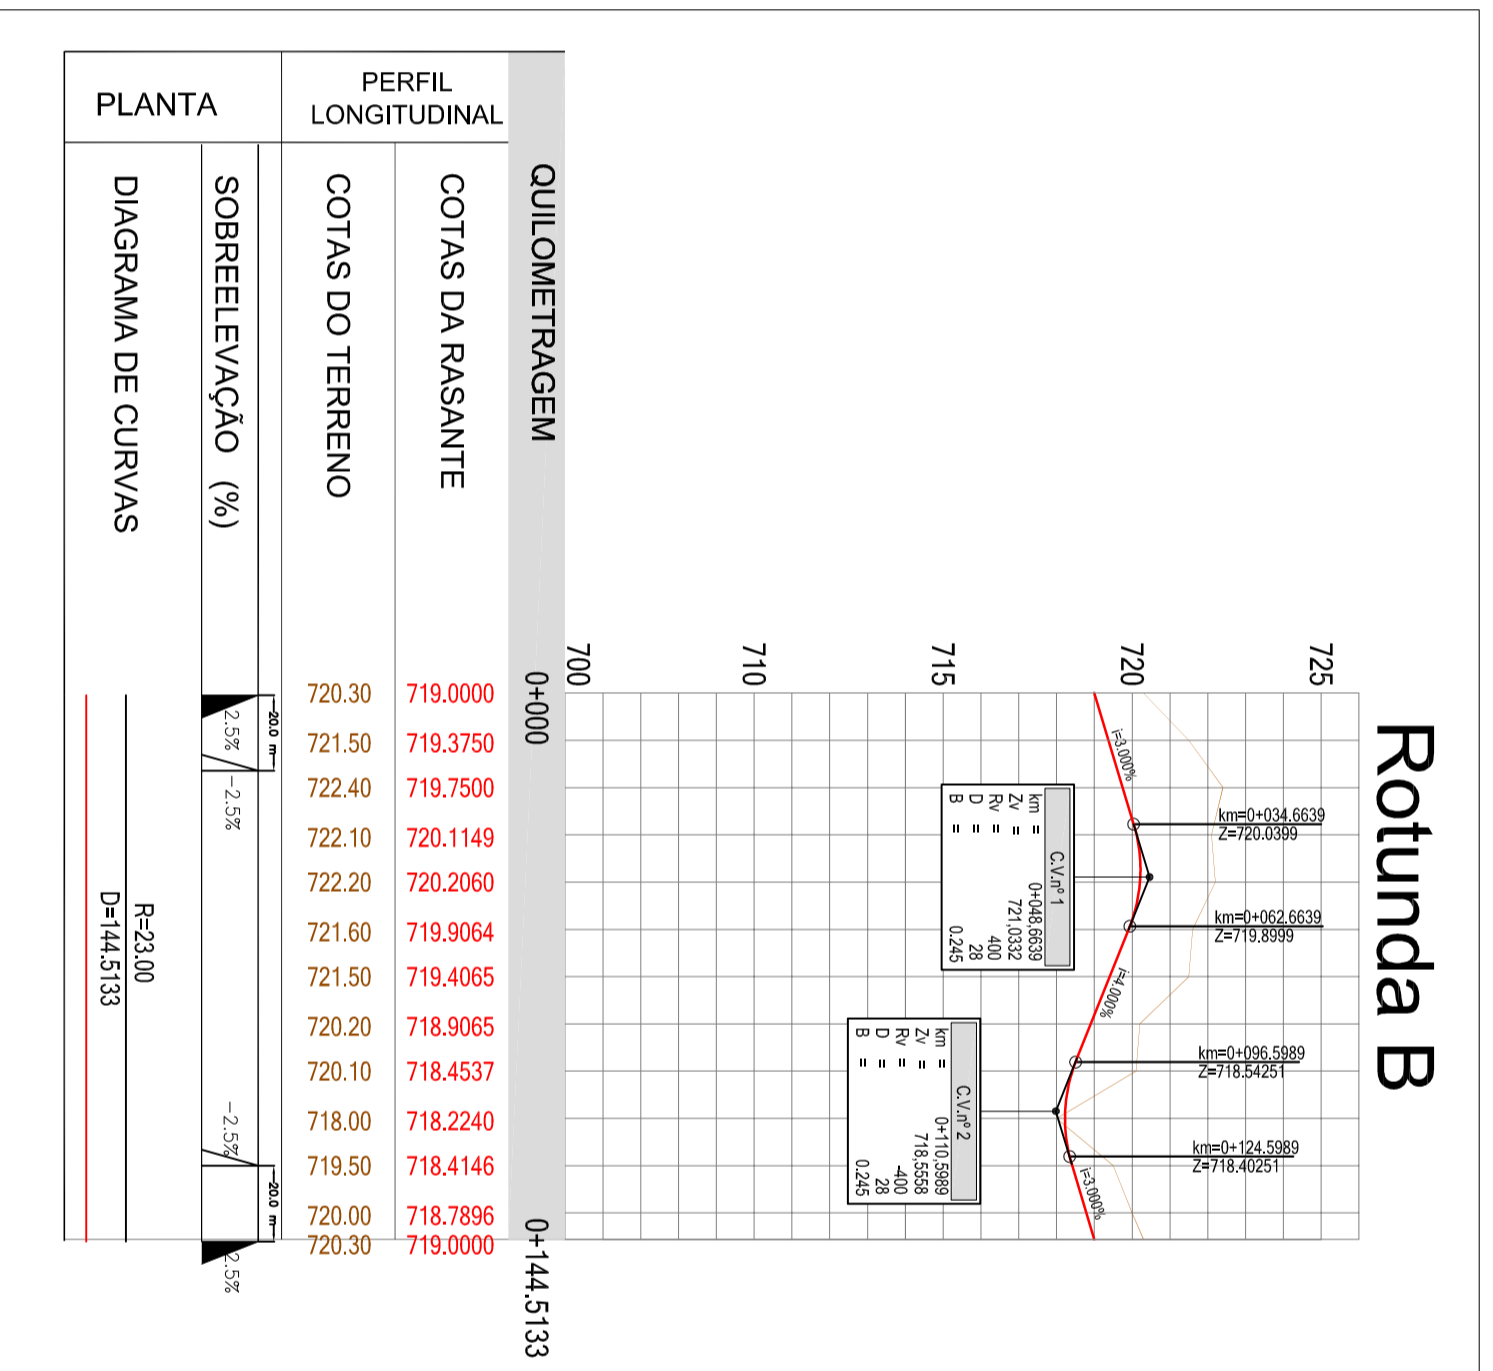 Rotunda B
725
720
715
710
700
i=3.000%
km=0+034.6639
Z=720.0399
km=0+062.6639
Z=719.8999
i=4.000%
km=0+096.5989
Z=718.54251
km=0+124.5989
Z=718.40251
i=3.000%
C.V.nº 1
km = 0+048,6639
Zv = 721,0332
Rv = 400
D = 28
B = 0.245
C.V.nº 2
km = 0+110,5989
Zv = 718,5558
Rv = -400
D = 28
B = 0.245
QUILOMETRAGEM 0+000 0+144.5133
PERFIL
LONGITUDINAL
COTAS DA RASANTE 719.0000 719.3750 719.7500 720.1149 720.2060 719.9064 719.4065 718.9065 718.4537 718.2240 718.4146 718.7896 719.0000
COTAS DO TERRENO 720.30 721.50 722.40 722.10 722.20 721.60 721.50 720.20 720.10 718.00 719.50 720.00 720.30
PLANTA
SOBREELEVAÇÃO (%)
20.0 m 20.0 m
2.5% -2.5% -2.5% 2.5%
DIAGRAMA DE CURVAS
R=23.00
D=144.5133